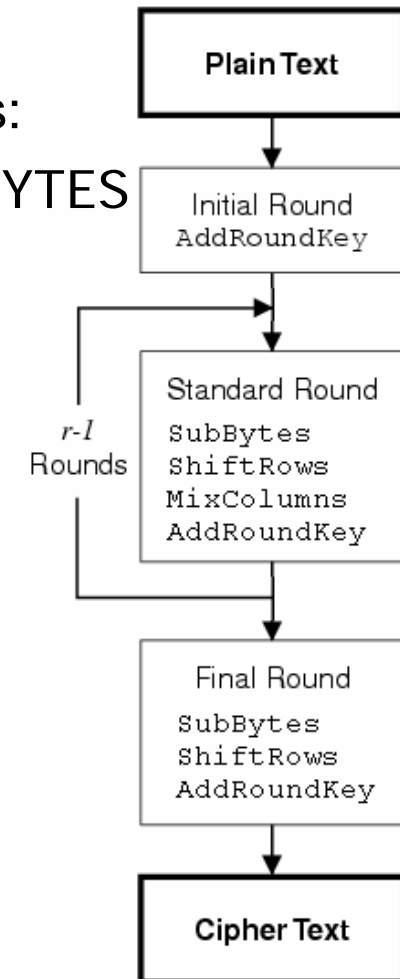 Plain Text
s:
YTES
Initial Round
AddRoundKey
Standard Round
SubBytes
ShiftRows
MixColumns
AddRoundKey
r-1
Rounds
Final Round
SubBytes
ShiftRows
AddRoundKey
Cipher Text